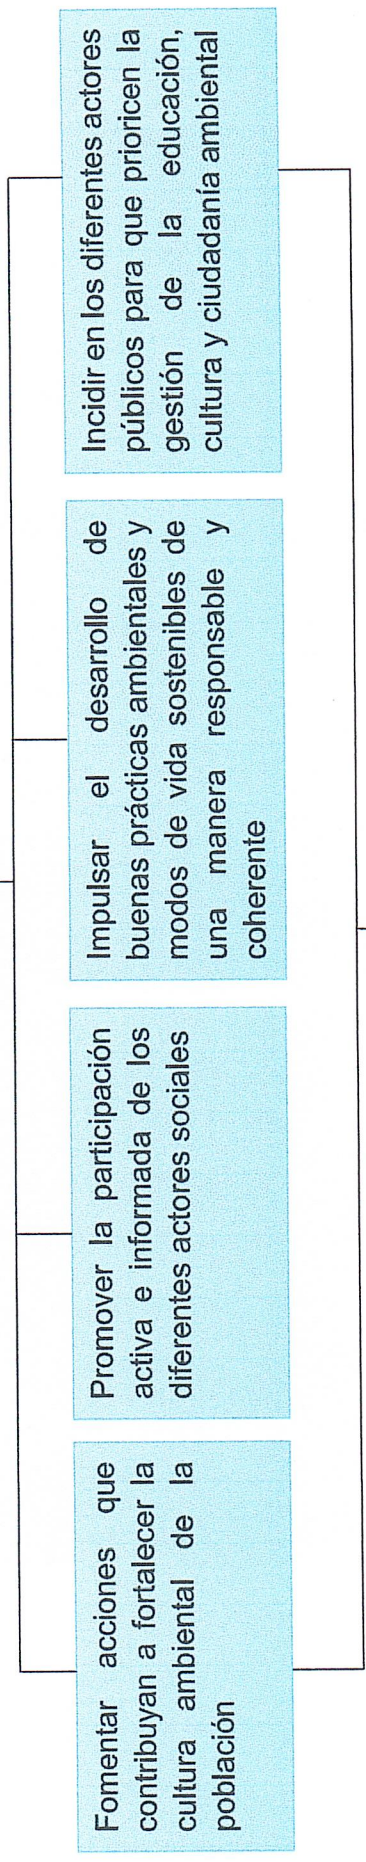 Fomentar acciones que
contribuyan a fortalecer la
cultura ambiental de la
población
Promover la participación
activa e informada de los
diferentes actores sociales
Impulsar el desarrollo de
buenas prácticas ambientales y
modos de vida sostenibles de
una manera responsable y
coherente
Incidir en los diferentes actores
públicos para que prioricen la
gestión de la educación,
cultura y ciudadanía ambiental